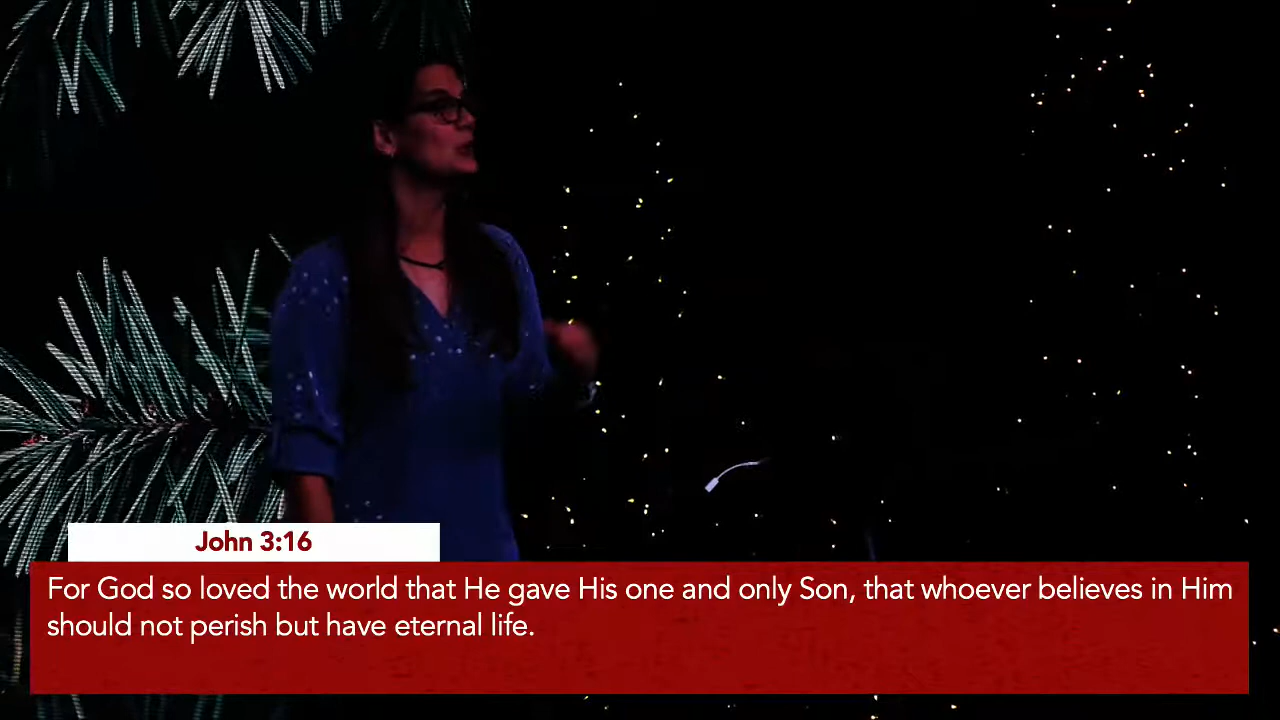 John 3:16
For God so loved the world that He gave His one and only Son, that whoever believes in Him
should not perish but have eternal life.